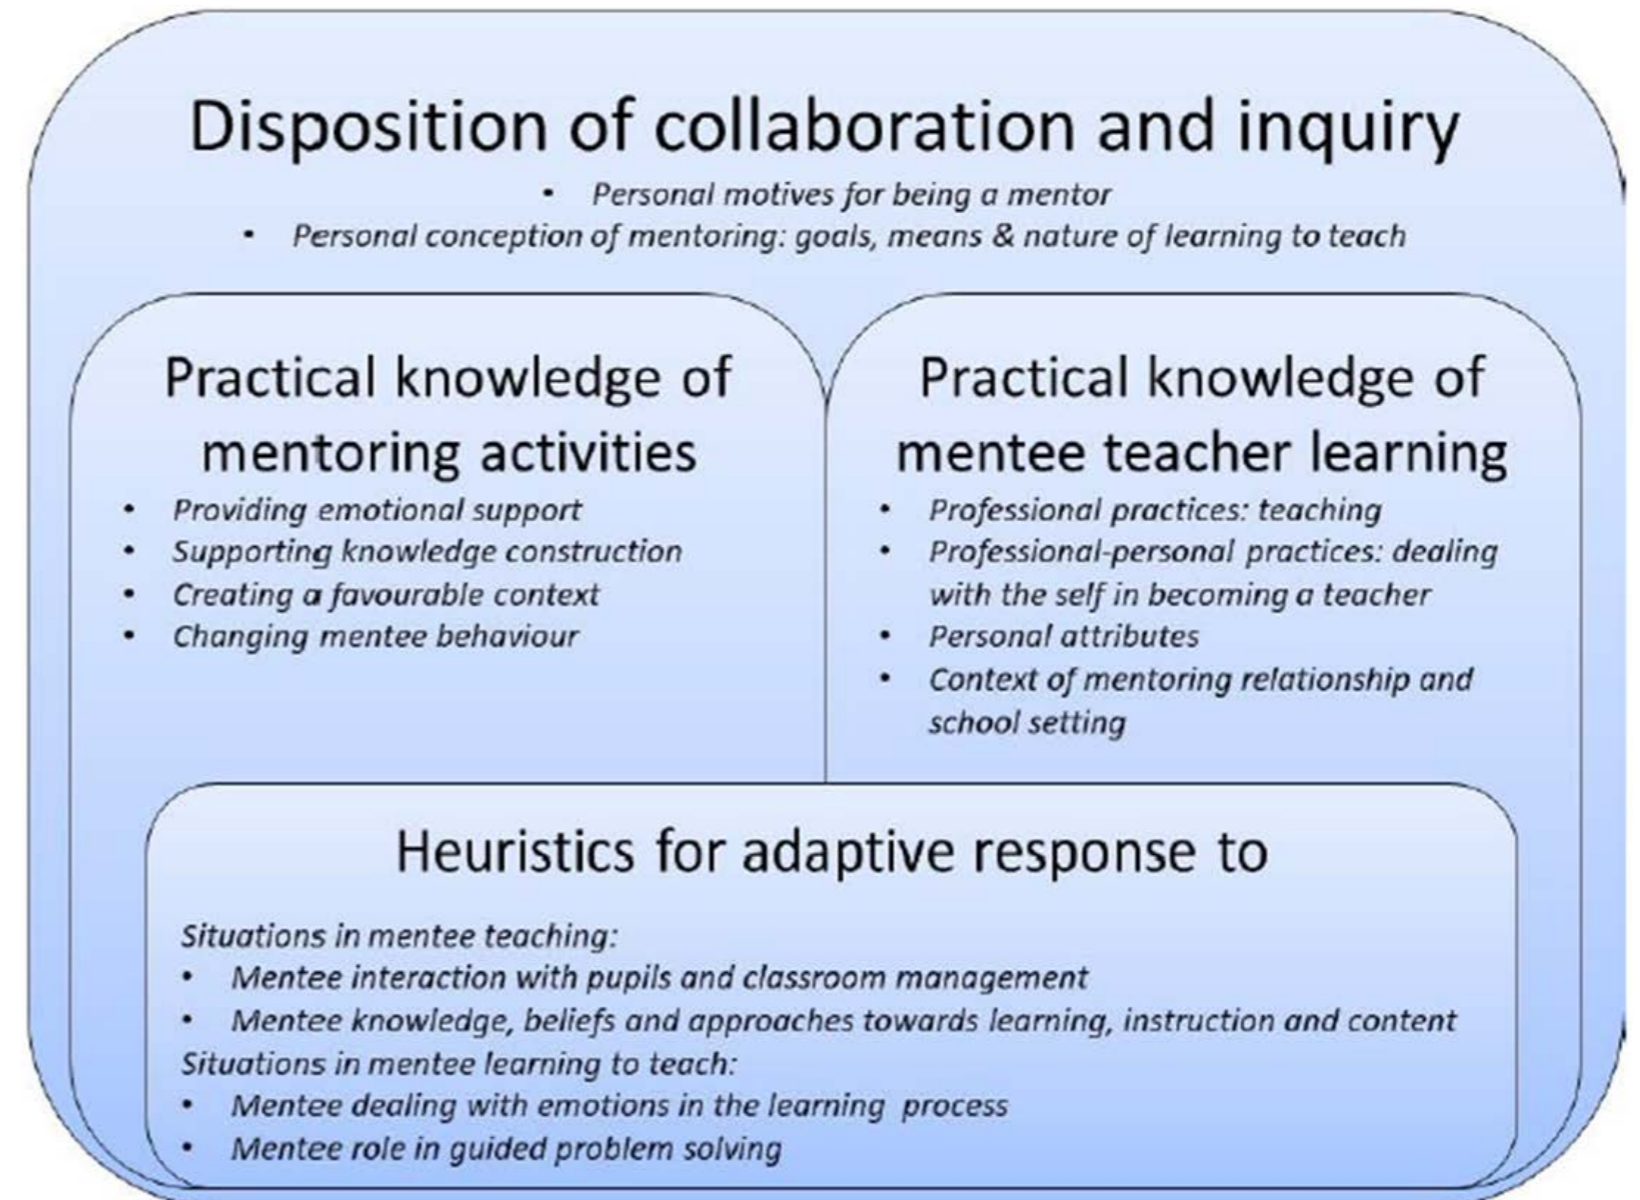 Disposition of collaboration and inquiry
• Personal motives for being a mentor
• Personal conception of mentoring: goals, means & nature of learning to teach
Practical knowledge of
mentoring activities
• Providing emotional support
• Supporting knowledge construction
• Creating a favourable context
• Changing mentee behaviour
Practical knowledge of
mentee teacher learning
• Professional practices: teaching
• Professional-personal practices: dealing
with the self in becoming a teacher
• Personal attributes
• Context of mentoring relationship and
school setting
Heuristics for adaptive response to
Situations in mentee teaching:
• Mentee interaction with pupils and classroom management
• Mentee knowledge, beliefs and approaches towards learning, instruction and content
Situations in mentee learning to teach:
• Mentee dealing with emotions in the learning process
• Mentee role in guided problem solving